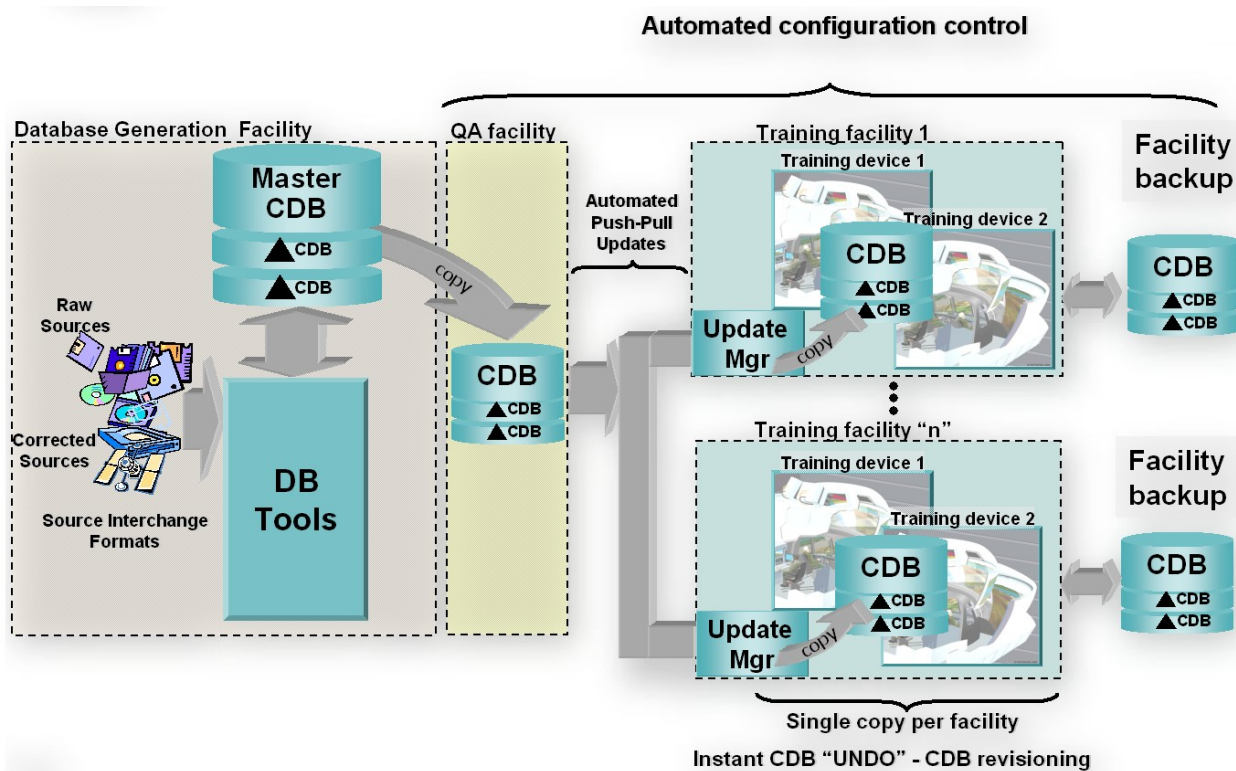 Automated configuration control
Database Generation Facility
QA facility
Training facility 1
Facility
backup
Master
CDB
▲CDB
▲CDB
copy
Raw
Sources
Corrected
Sources
Source Interchange
Formats
DB
Tools
CDB
▲CDB
▲CDB
Automated
Push-Pull
Updates
Training device 1
Training device 2
CDB
▲CDB
▲CDB
Update
Mgr
copy
CDB
▲CDB
▲CDB
Training facility “n”
Training device 1
Training device 2
CDB
▲CDB
▲CDB
Update
Mgr
copy
Facility
backup
CDB
▲CDB
▲CDB
Single copy per facility
Instant CDB “UNDO” - CDB revisioning